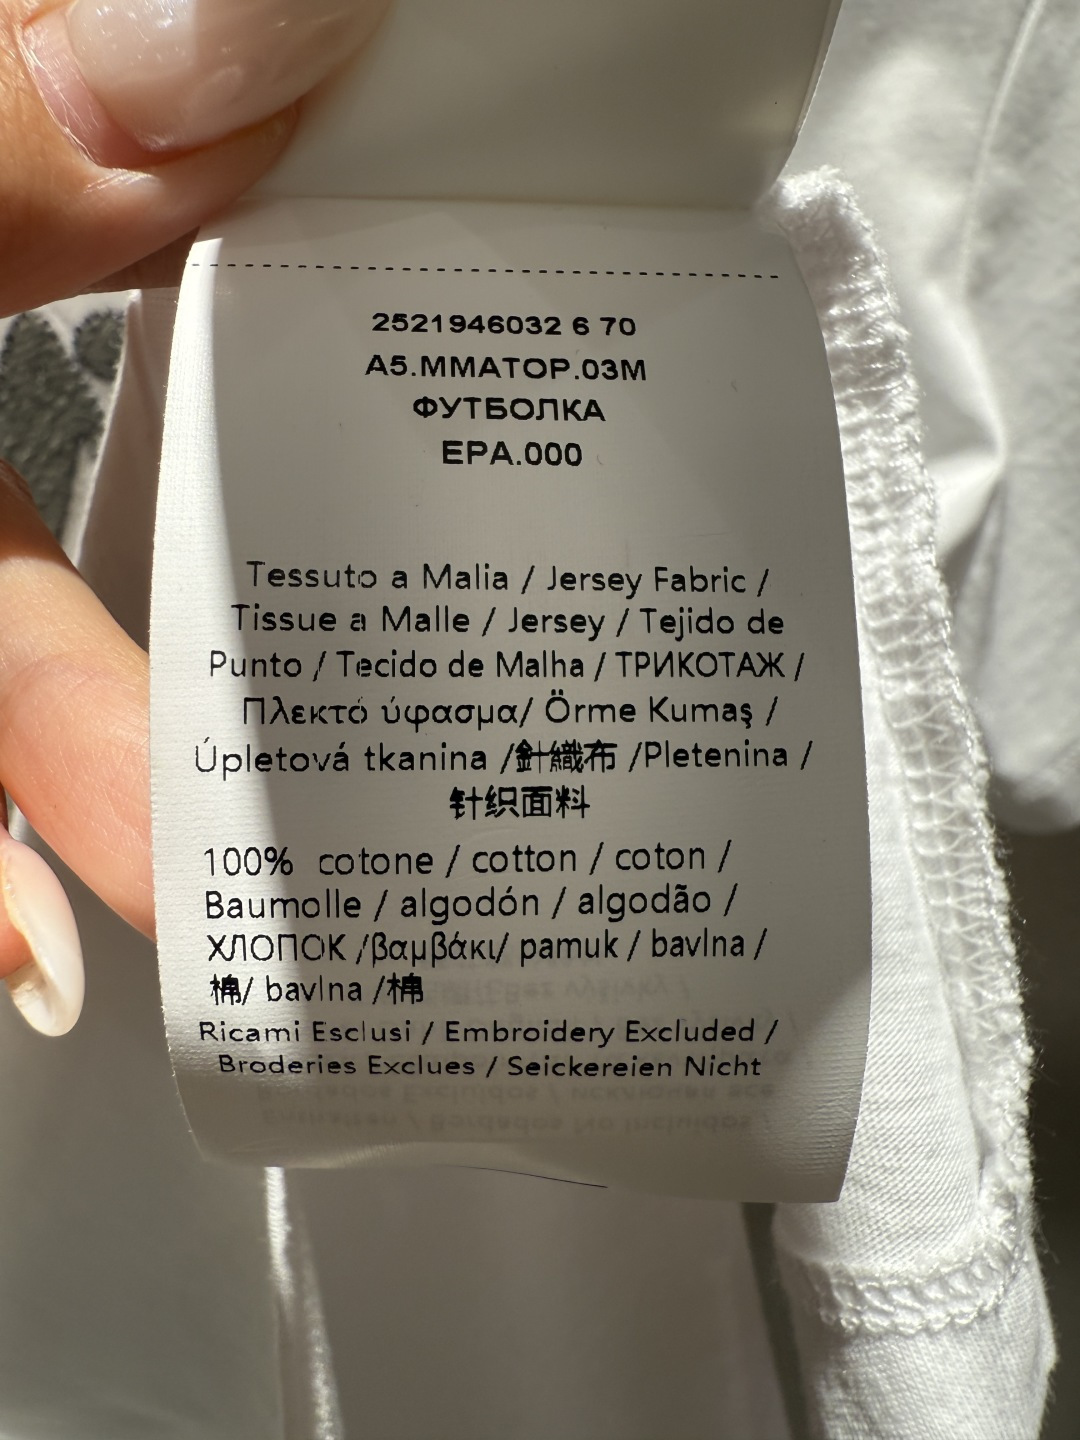 2521946032 6 70
A5.MMATOP.03M
ФУТБОЛКА
EPA.000
Tessuto a Malia / Jersey Fabric /
Tissue a Malle / Jersey / Tejido de
Punto / Tecido de Malha / ТРИКОТАЖ /
Πλεκτό ύφασμα/ Örme Kumaş /
Úpletová tkanina /針織布 /Pletenina /
针织面料
100% cotone / cotton / coton /
Baumolle / algodón / algodão /
ХЛОПОК /βαμβάκι/ pamuk / bavlna /
棉/ bavlna /棉
Ricami Esclusi / Embroidery Excluded /
Broderies Exclues / Seickereien Nicht